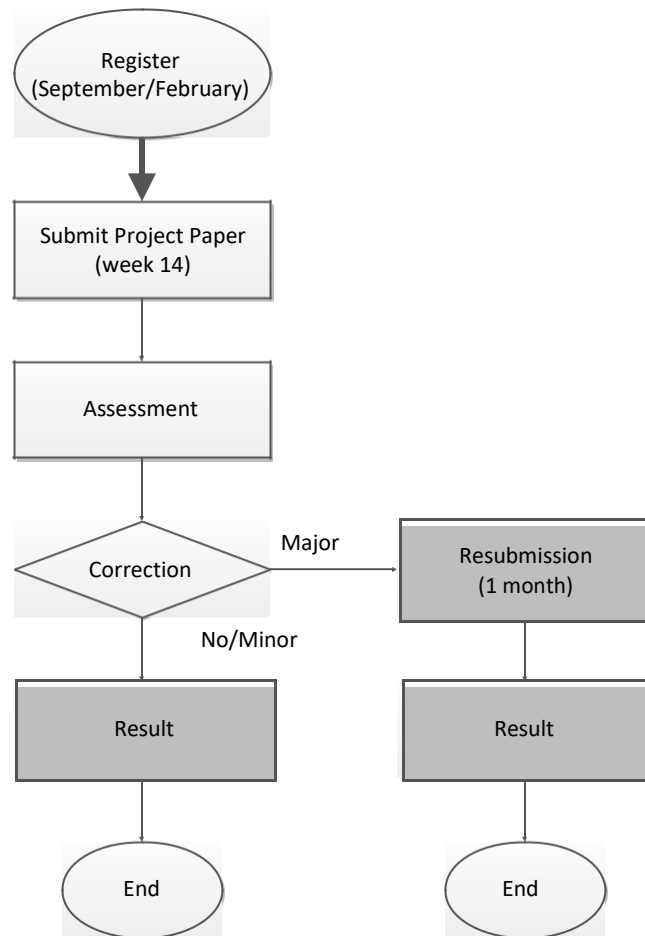 Register
(September/February)
Submit Project Paper
(week 14)
Assessment
Correction
Major
Resubmission
(1 month)
No/Minor
Result
Result
End
End